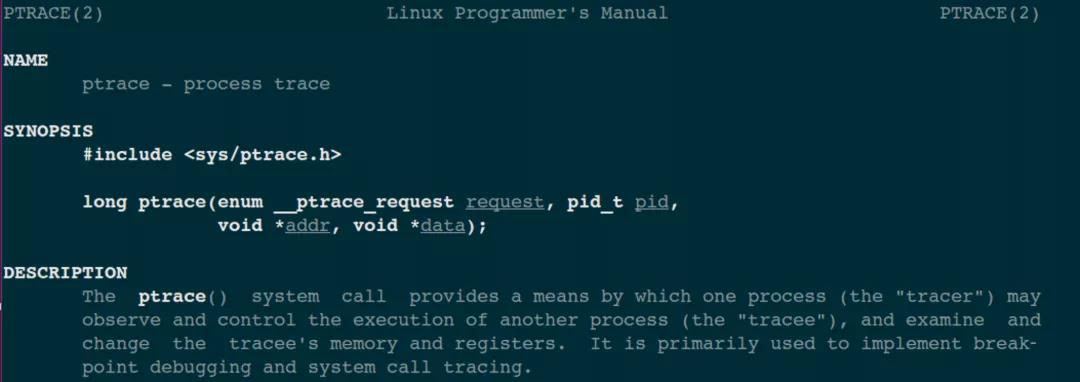 PTRACE(2) Linux Programmer's Manual PTRACE(2)
NAME
ptrace - process trace
SYNOPSIS
#include <sys/ptrace.h>
long ptrace(enum __ptrace_request request, pid_t pid,
void *addr, void *data);
DESCRIPTION
The ptrace() system call provides a means by which one process (the "tracer") may
observe and control the execution of another process (the "tracee"), and examine and
change the tracee's memory and registers. It is primarily used to implement break-
point debugging and system call tracing.